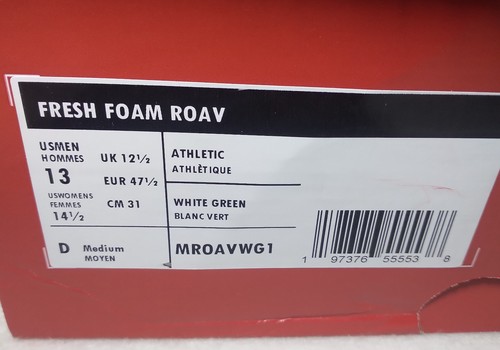 FRESH FOAM ROAV
USMEN
HOMMES
13
UK 12½
EUR 47½
CM 31
USWOMENS
FEMMES
14½
D Medium
MOYEN
ATHLETIC
ATHLÈTIQUE
WHITE GREEN
BLANC VERT
MROAVWG1
1 97376 55553 8